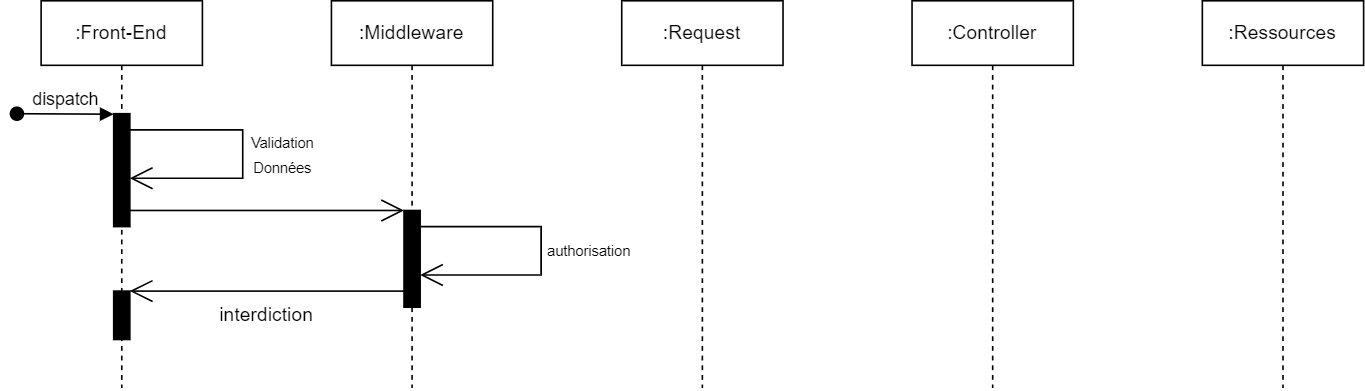 :Front-End
:Middleware
:Request
:Controller
:Ressources
dispatch
Validation
Données
authorisation
interdiction